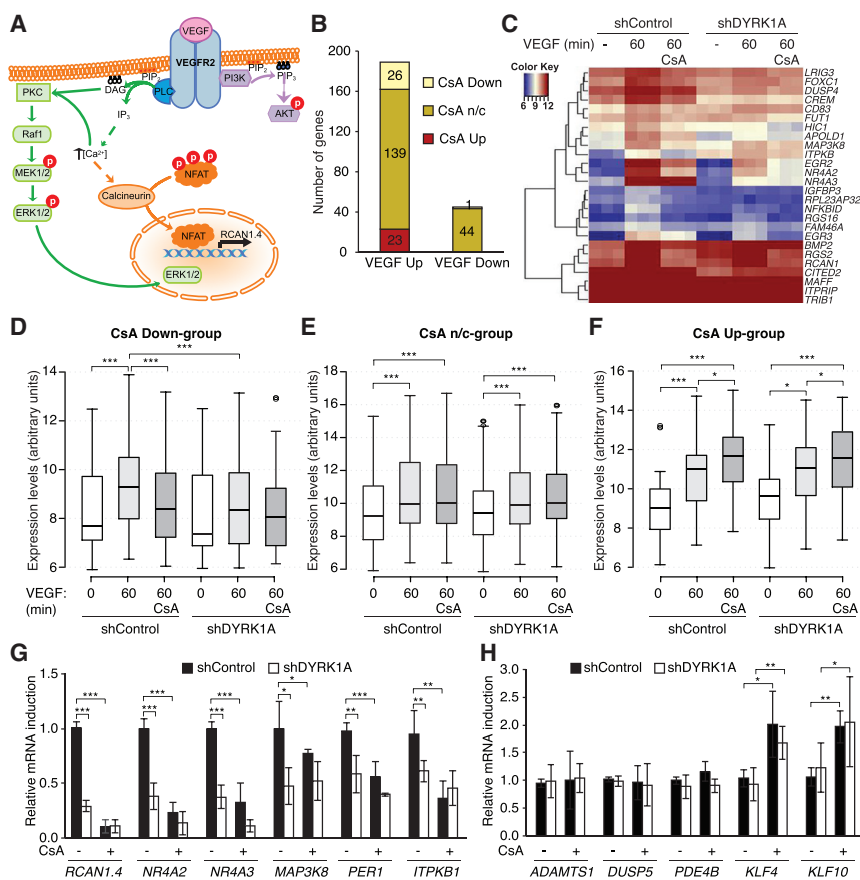 A
VEGF
VEGFR2
PIP2
DAG
PLC
PI3K
PIP2
PIP3
PKC
IP3
AKT
P
Raf1
[Ca2+]
P
P
P
MEK1/2
P
NFAT
Calcineurin
ERK1/2
P
NFAT
RCAN1.4
ERK1/2
B
Number of genes
190
160
120
80
40
0
26
139
23
1
44
CsA Down
CsA n/c
CsA Up
VEGF Up VEGF Down
C
shControl shDYRK1A
VEGF (min) - 60 60 - 60 60
CsA CsA
Color Key
6 9 13
LRIG3
FOXC1
DUSP4
CREM
CD83
FUT1
HIC1
APOLD1
MAP3K8
ITPKB
EGR2
NR4A2
NR4A3
IGFBP3
RPL23AP32
NFKBID
RGS16
FAM46A
EGR3
BMP2
RGS2
RCAN1
CITED2
MAFF
ITPRIP
TRIB1
D
CsA Down-group
Expression levels (arbitrary units)
14
12
10
8
6
***
***
***
VEGF: 0 60 60 0 60 60
(min) CsA CsA
shControl shDYRK1A
E
CsA n/c-group
Expression levels (arbitrary units)
14
12
10
8
6
***
***
***
***
0 60 60 0 60 60
CsA CsA
shControl shDYRK1A
F
CsA Up-group
Expression levels (arbitrary units)
16
14
12
10
8
6
***
***
*
***
*
*
0 60 60 0 60 60
CsA CsA
shControl shDYRK1A
G
shControl shDYRK1A
Relative mRNA induction
1.5
1.0
0.5
0.0
***
***
***
***
***
***
*
*
***
**
**
**
CsA - + - + - + - + - + - +
RCAN1.4 NR4A2 NR4A3 MAP3K8 PER1 ITPKB1
H
shControl shDYRK1A
Relative mRNA induction
3.0
2.5
2.0
1.5
1.0
0.5
0.0
**
*
*
**
CsA - + - + - + - + - +
ADAMTS1 DUSP5 PDE4B KLF4 KLF10